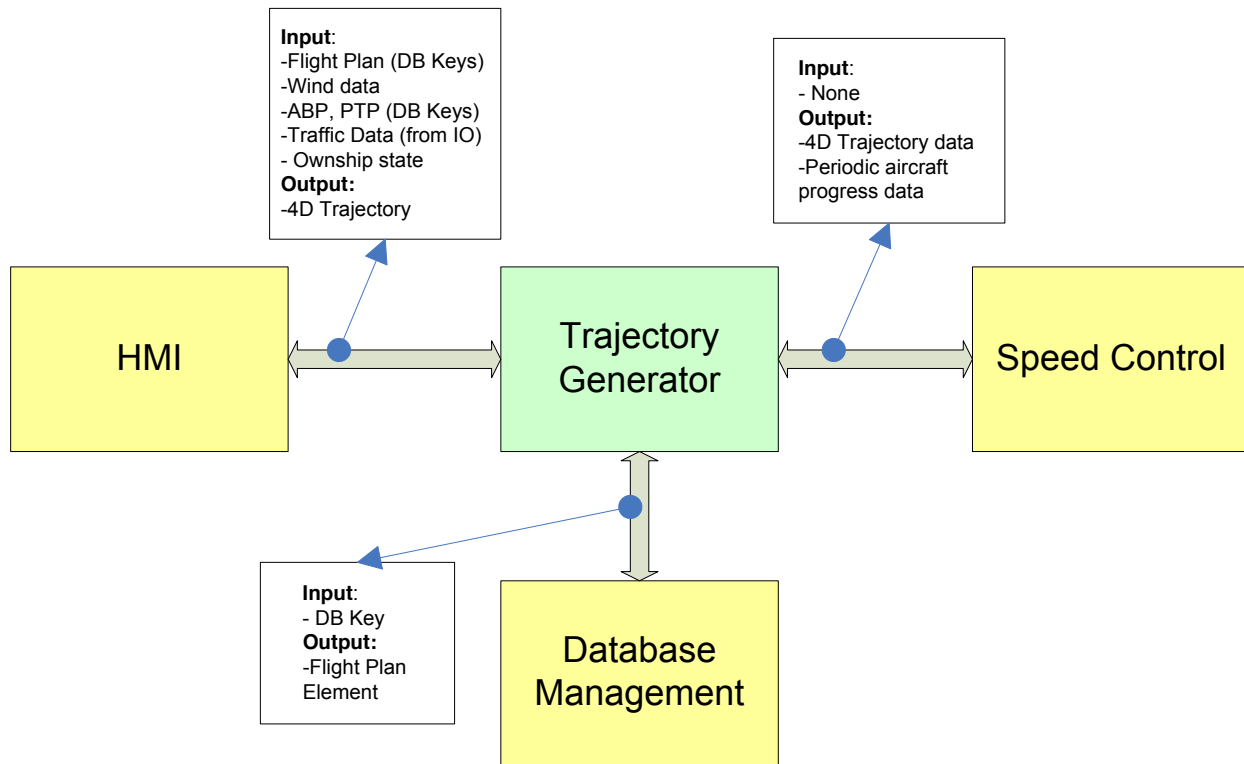 Input:
-Flight Plan (DB Keys)
-Wind data
-ABP, PTP (DB Keys)
-Traffic Data (from IO)
- Ownship state
Output:
-4D Trajectory
Input:
- None
Output:
-4D Trajectory data
-Periodic aircraft
progress data
HMI
Trajectory
Generator
Speed Control
Input:
- DB Key
Output:
-Flight Plan
Element
Database
Management